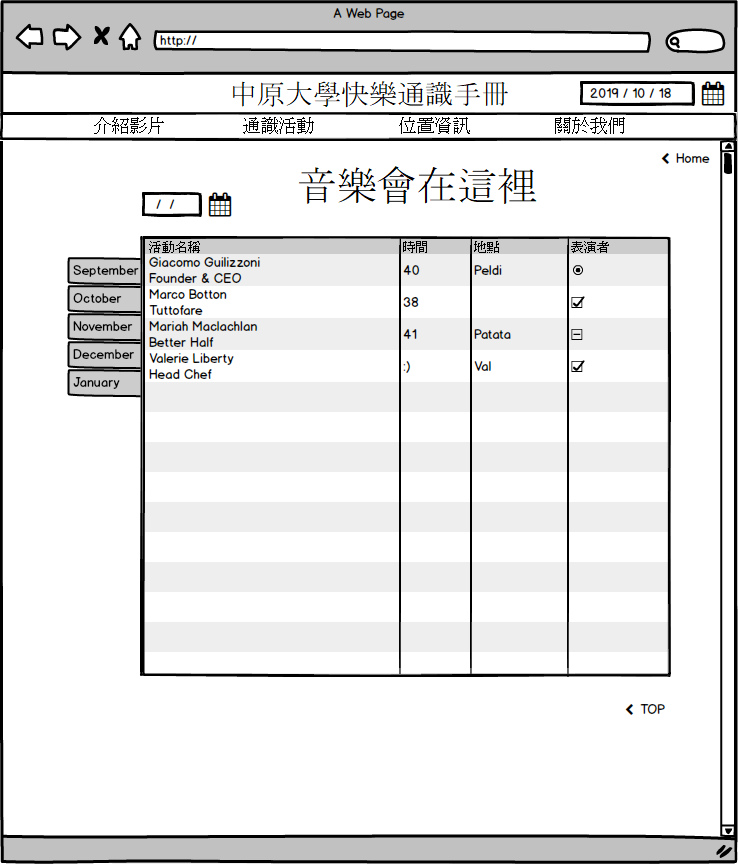 A Web Page
http://
中原大學快樂通識手冊
2019 / 10 / 18
介紹影片 通識活動 位置資訊 關於我們
Home
音樂會在這裡
/ /
活動名稱 時間 地點 表演者
Giacomo Guilizzoni
Founder & CEO
40 Peldi
Marco Botton
Tuttofare
38
Mariah Maclachlan
Better Half
41 Patata
Valerie Liberty
Head Chef
:) Val
September
October
November
December
January
TOP